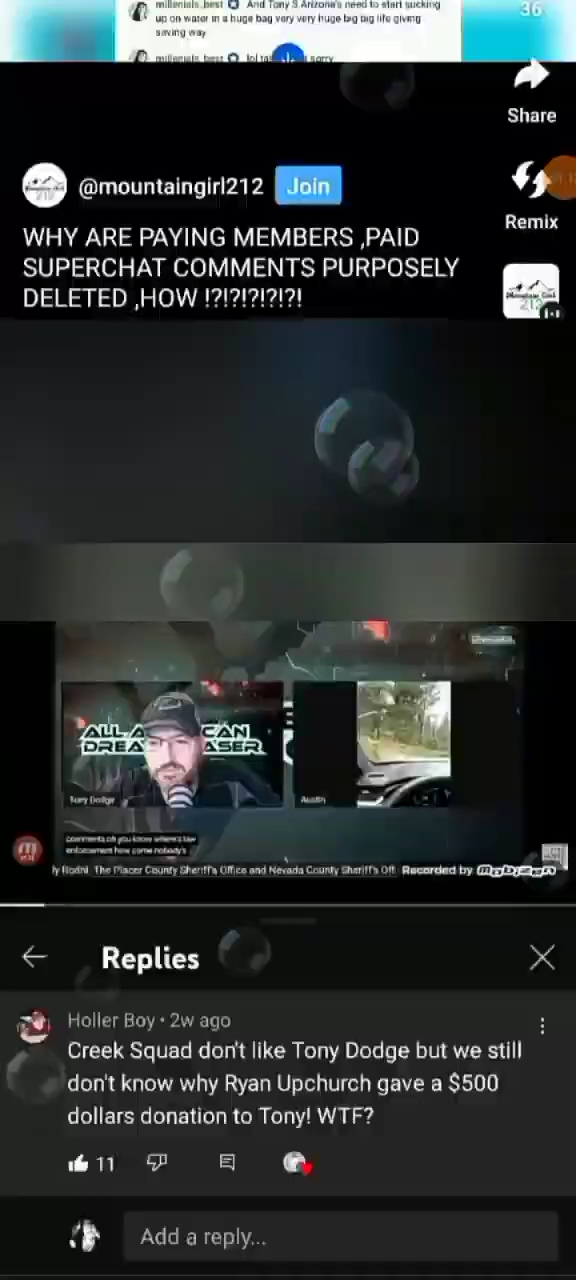 millenials_best And Tony S Arizona's need to start sucking
up on water in a huge bag very very huge big big life giving
saving way
36
millenials_best lol sorry
Share
@mountaingirl212 Join
Remix
WHY ARE PAYING MEMBERS ,PAID
SUPERCHAT COMMENTS PURPOSELY
DELETED ,HOW !?!?!?!?!?!
Mountain Girl
212
ALL A CAN
DREA ASER
Tony Dodge
Austin
comments oh you know where's law
enforcement how come nobody's
ly Rodni The Placer County Sheriff's Office and Nevada County Sheriff's Off
Recorded by Mobizen
Replies
Holler Boy • 2w ago
Creek Squad don't like Tony Dodge but we still
don't know why Ryan Upchurch gave a $500
dollars donation to Tony! WTF?
11
Add a reply...